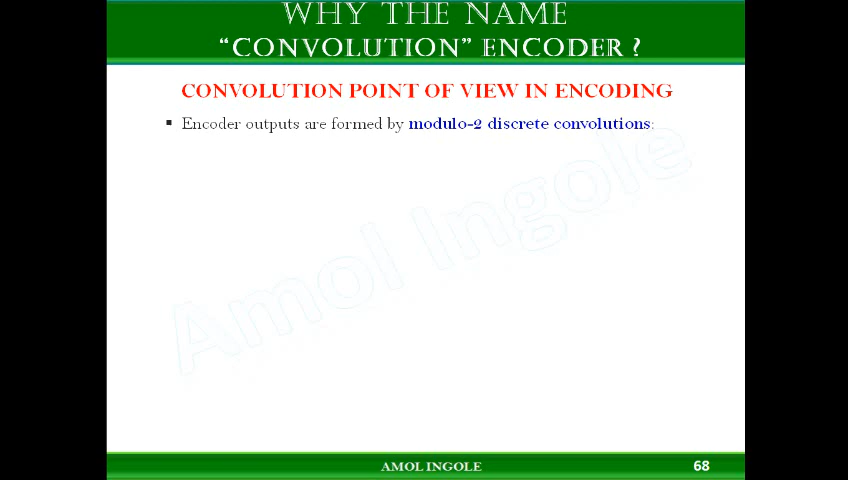 WHY THE NAME
“CONVOLUTION” ENCODER ?
CONVOLUTION POINT OF VIEW IN ENCODING
▪ Encoder outputs are formed by modulo-2 discrete convolutions:
Amol Ingole
AMOL INGOLE
68